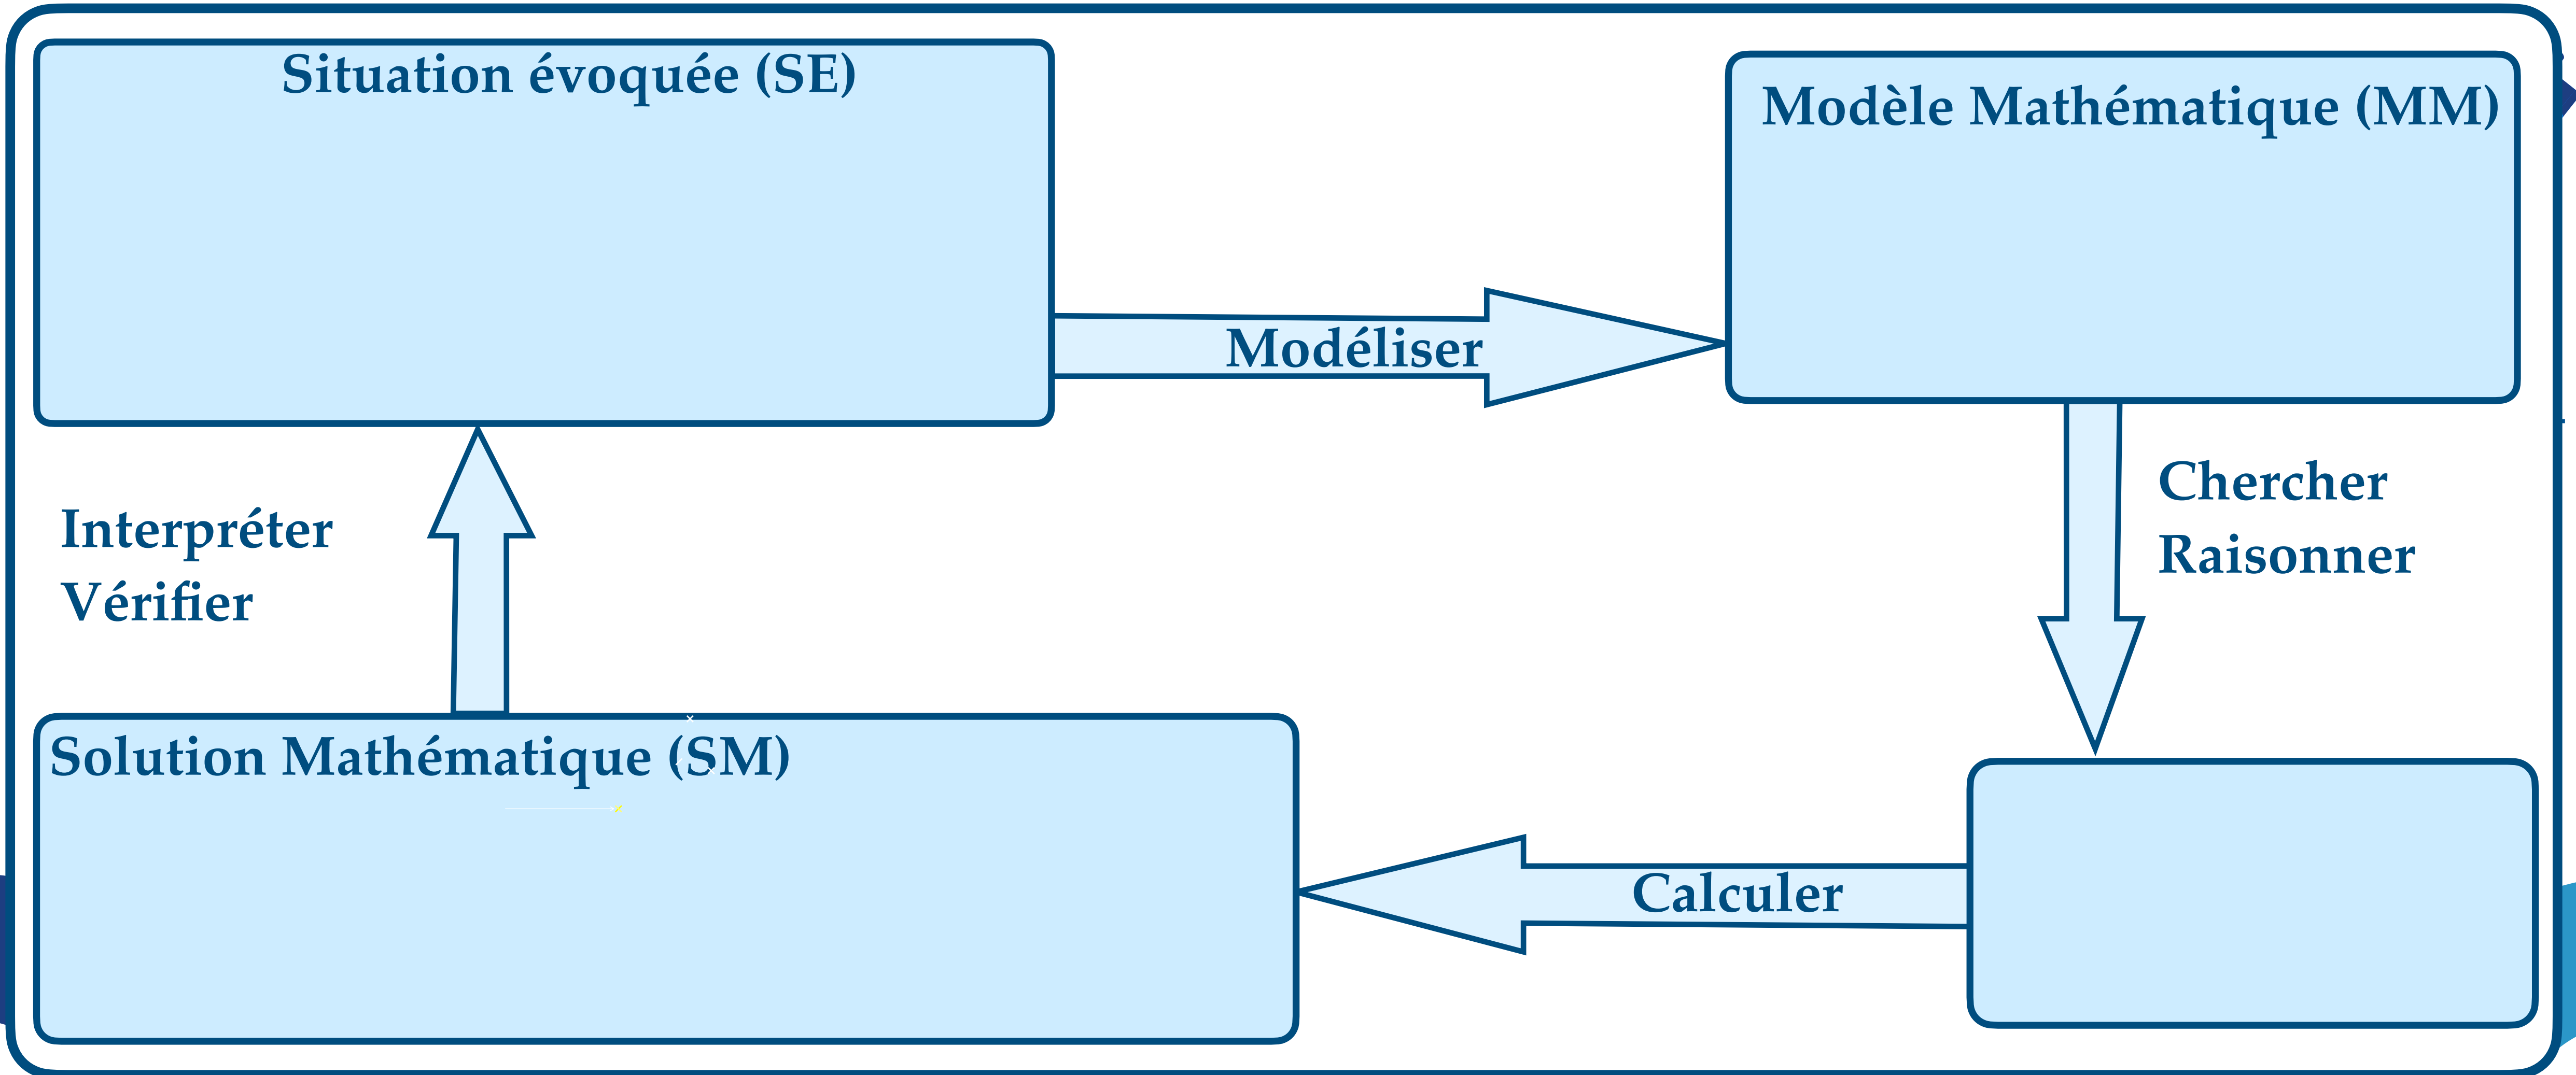 Situation évoquée (SE)
Modèle Mathématique (MM)
Modéliser
Chercher
Raisonner
Interpréter
Vérifier
Solution Mathématique (SM)
Calculer